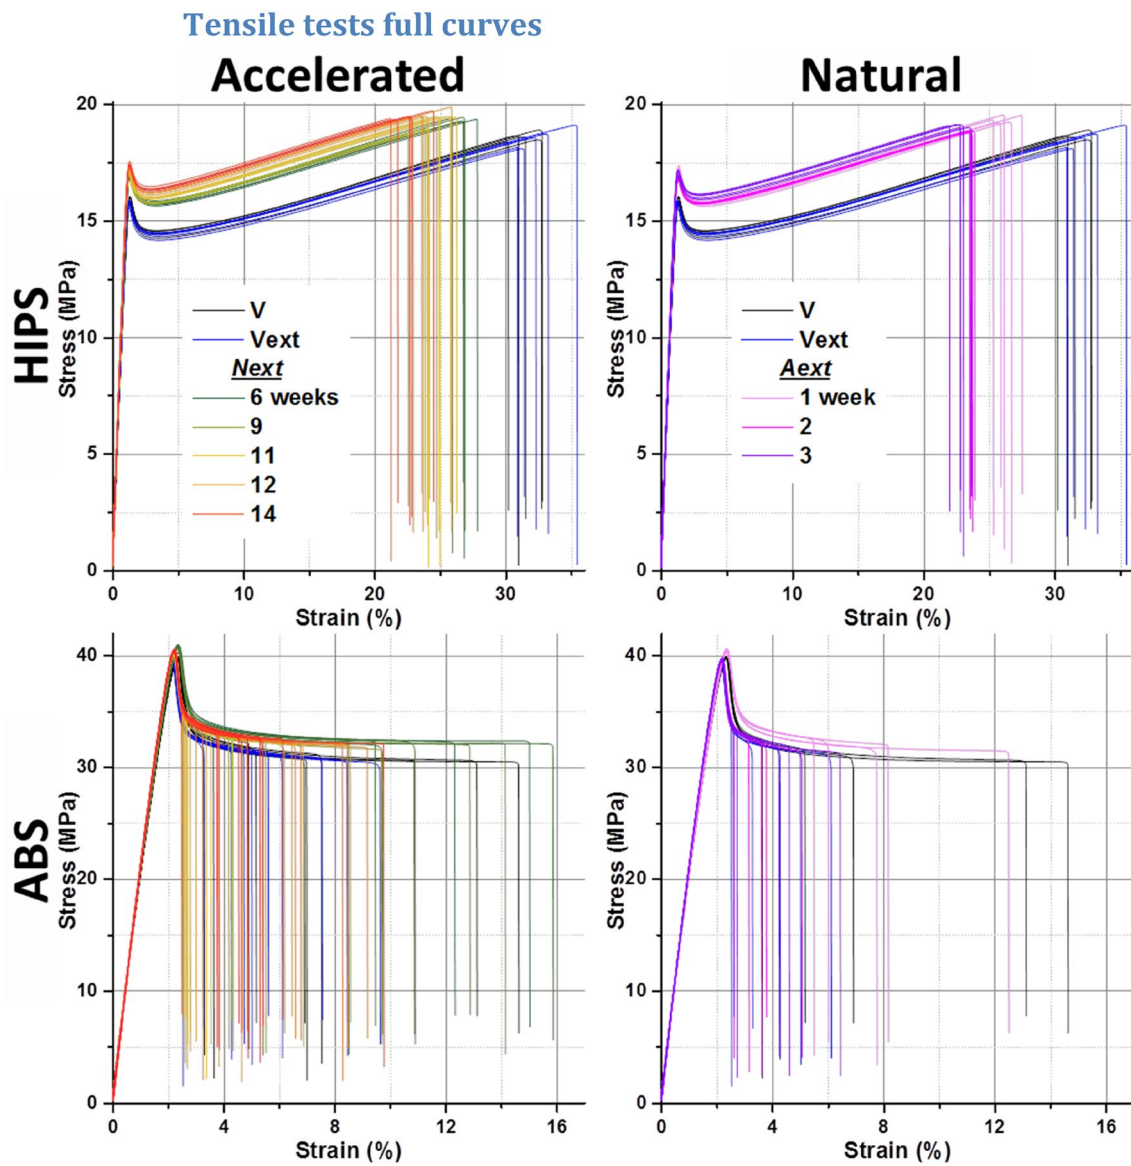 Tensile tests full curves
Accelerated
Natural
HIPS
Stress (MPa)
20
15
10
5
0
V
Vext
Next
6 weeks
9
11
12
14
0 10 20 30
Strain (%)
Stress (MPa)
20
15
10
5
0
V
Vext
Aext
1 week
2
3
0 10 20 30
Strain (%)
ABS
Stress (MPa)
40
30
20
10
0
0 4 8 12 16
Strain (%)
Stress (MPa)
40
30
20
10
0
0 4 8 12 16
Strain (%)